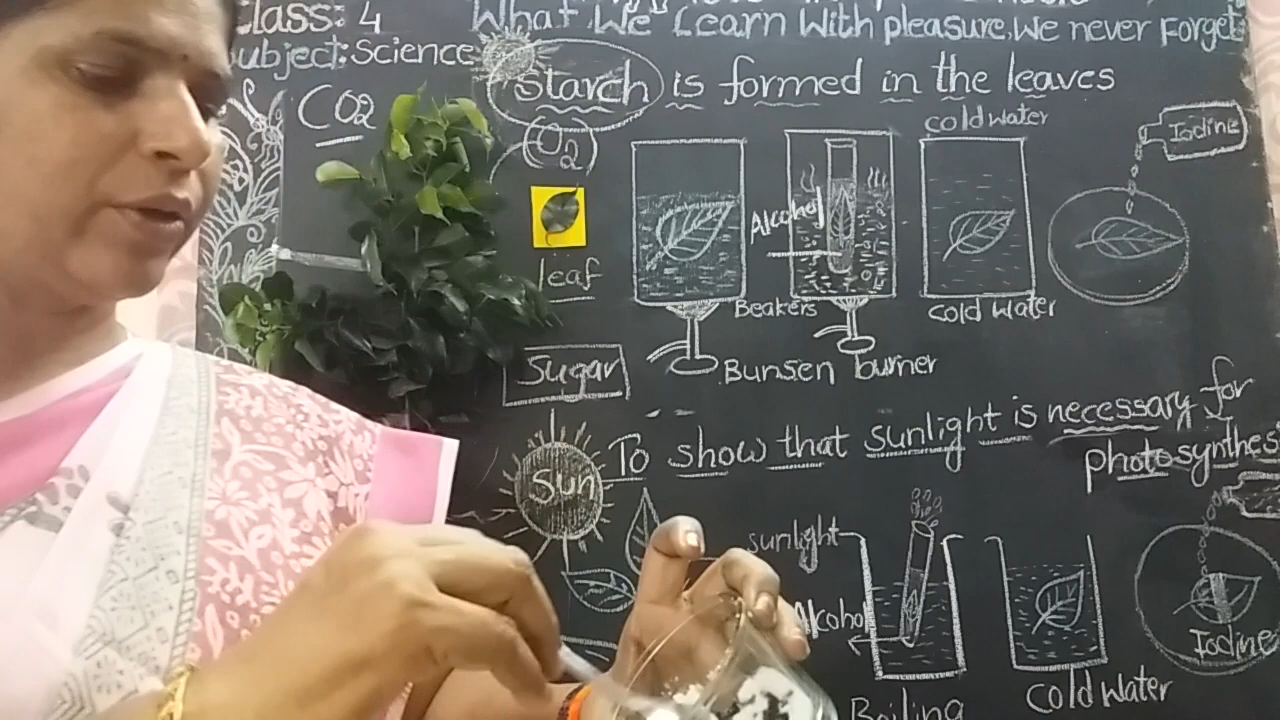 Class: 4
What We Learn With pleasure, We never Forget
Subject: Science
Starch is formed in the leaves
CO2
(O2)
cold water
Iodine
Alcohol
leaf
Beakers
cold water
Sugar
Bunsen burner
To show that sunlight is necessary for
photosynthesis
Sun
sunlight
Alcohol
Iodine
Boiling
Cold Water